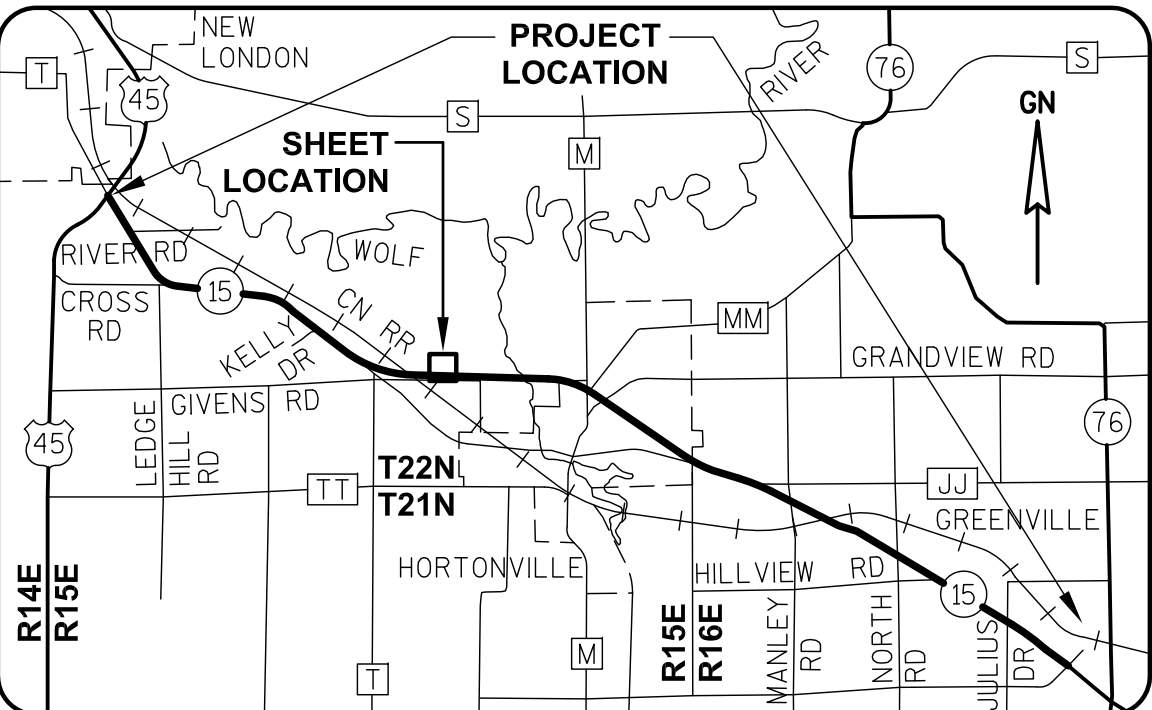 NEW
LONDON
PROJECT
LOCATION
RIVER
76
S
T
45
S
GN
M
SHEET
LOCATION
RIVER RD
WOLF
15
CROSS
RD
CN RR
KELLY
DR
MM
GRANDVIEW RD
GIVENS RD
76
45
LEDGE
HILL
RD
T22N
T21N
TT
JJ
GREENVILLE
HORTONVILLE
HILLVIEW RD
15
R14E
R15E
R15E
R16E
MANLEY
RD
NORTH
RD
JULIUS
DR
M
T